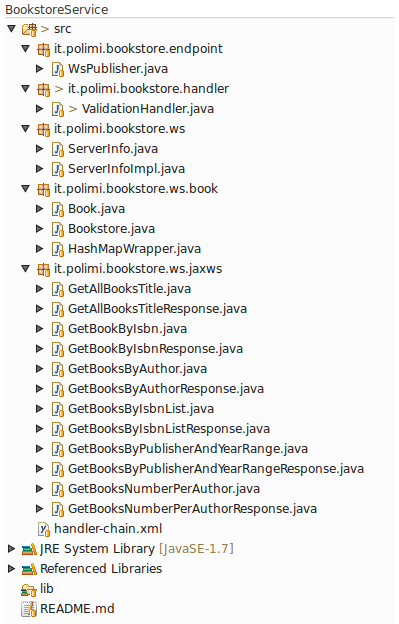 BookstoreService
> src
it.polimi.bookstore.endpoint
WsPublisher.java
> it.polimi.bookstore.handler
> ValidationHandler.java
it.polimi.bookstore.ws
ServerInfo.java
ServerInfoImpl.java
it.polimi.bookstore.ws.book
Book.java
Bookstore.java
HashMapWrapper.java
it.polimi.bookstore.ws.jaxws
GetAllBooksTitle.java
GetAllBooksTitleResponse.java
GetBookByIsbn.java
GetBookByIsbnResponse.java
GetBooksByAuthor.java
GetBooksByAuthorResponse.java
GetBooksByIsbnList.java
GetBooksByIsbnListResponse.java
GetBooksByPublisherAndYearRange.java
GetBooksByPublisherAndYearRangeResponse.java
GetBooksNumberPerAuthor.java
GetBooksNumberPerAuthorResponse.java
handler-chain.xml
JRE System Library [JavaSE-1.7]
Referenced Libraries
lib
README.md